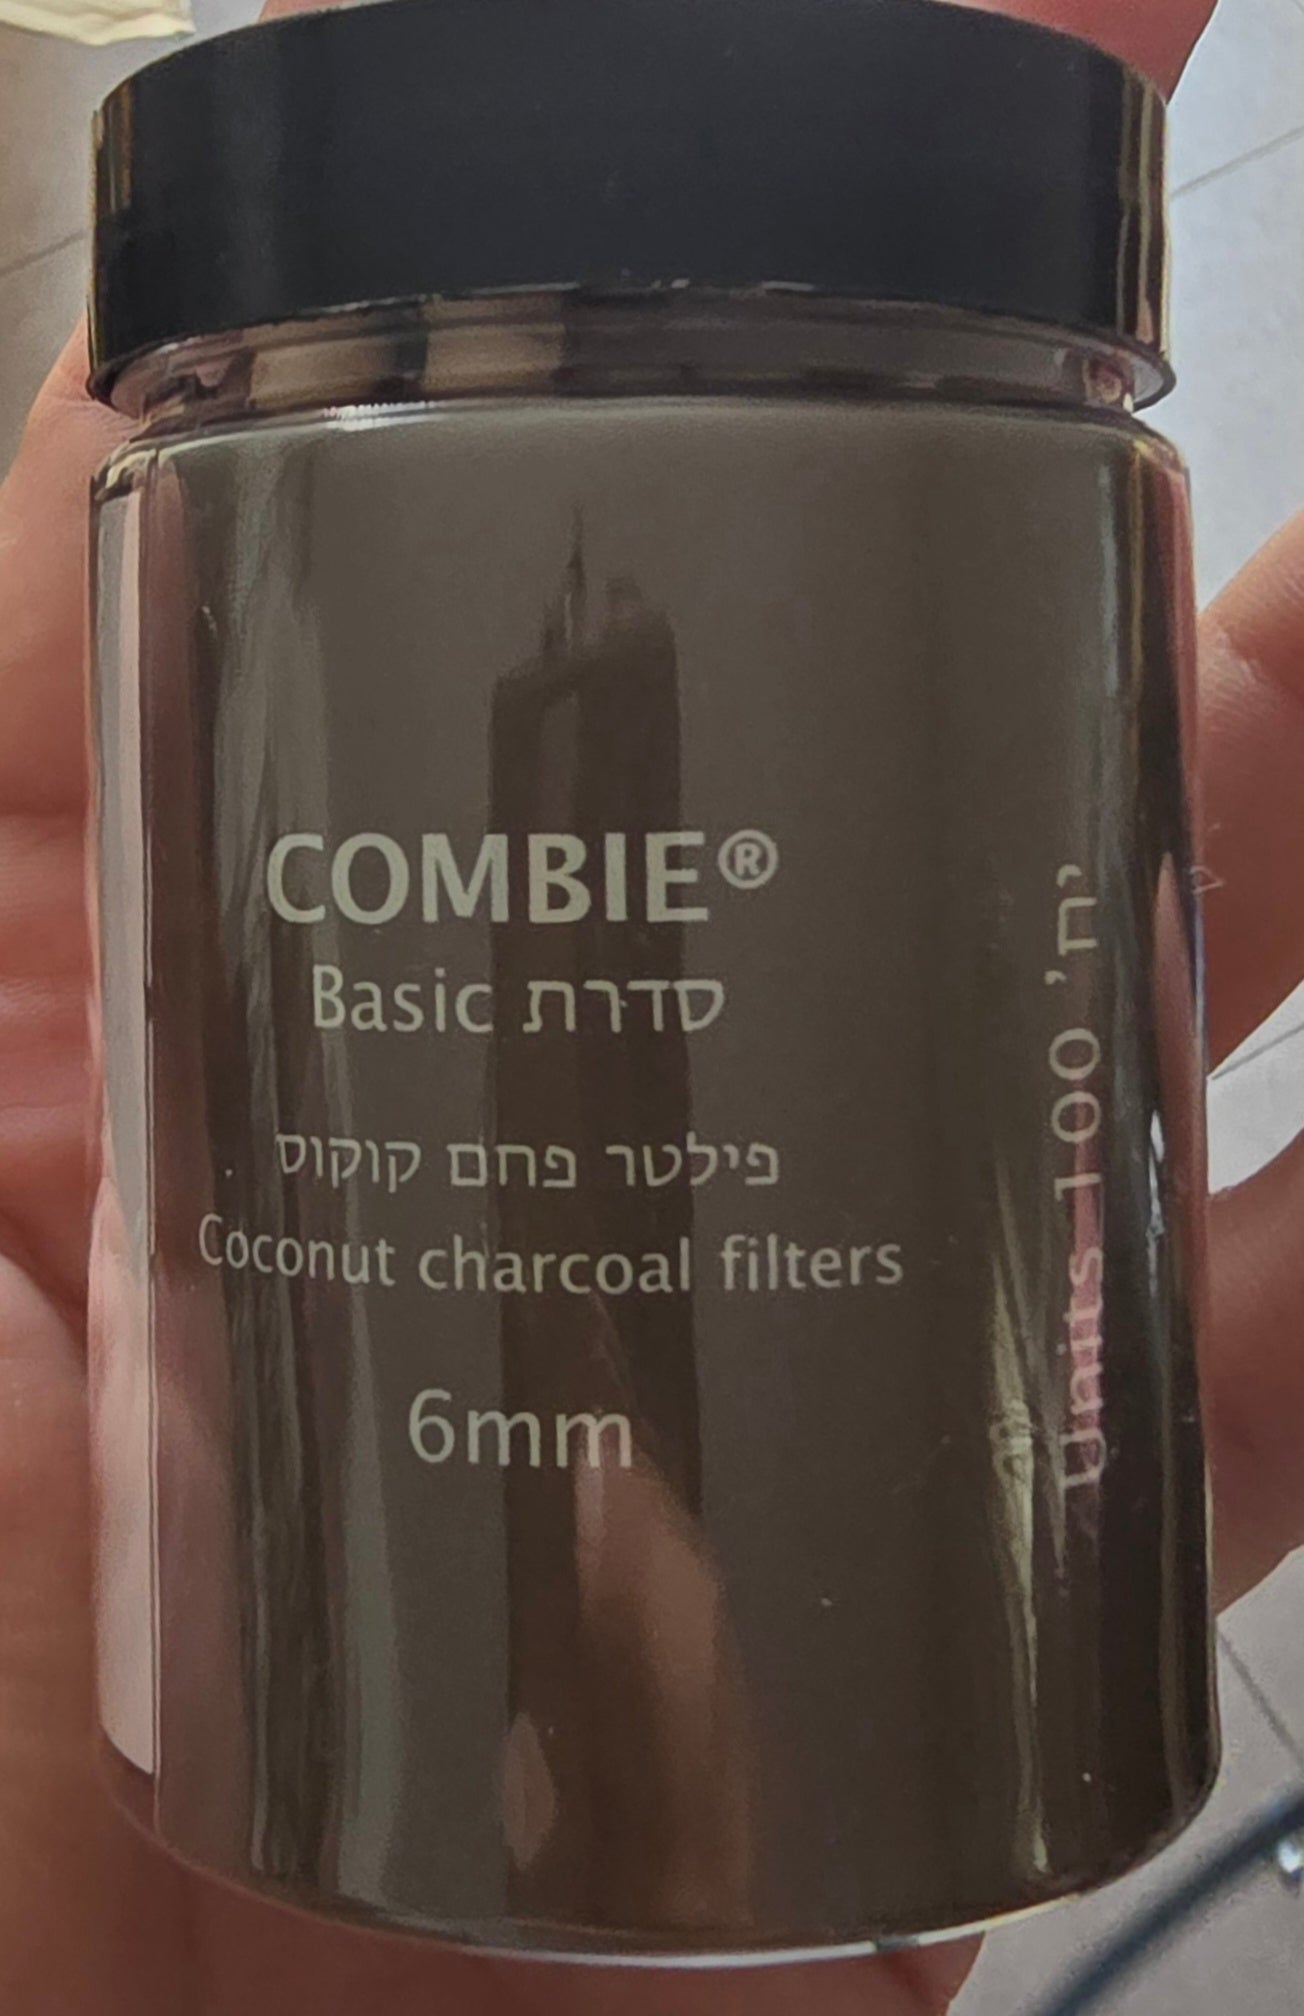 COMBIE®
סדרת Basic
פילטר פחם קוקוס
Coconut charcoal filters
6mm
Units 100 יח'